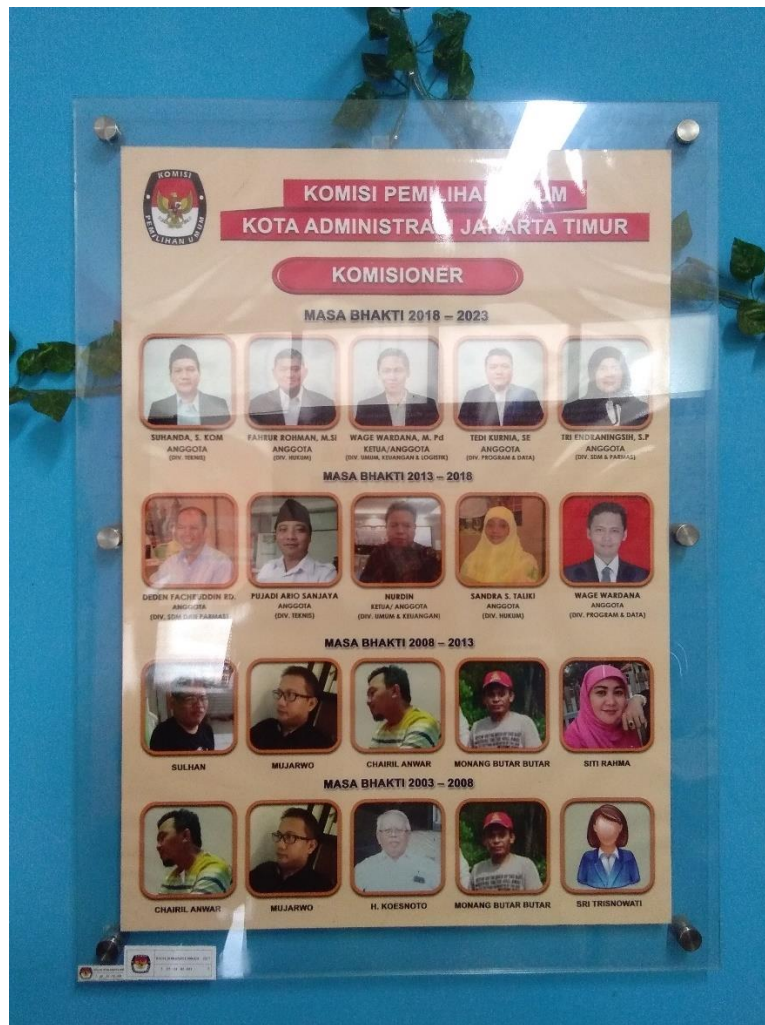 KOMISI
PEMILIHAN UMUM
KOMISI PEMILIHAN UMUM
KOTA ADMINISTRASI JAKARTA TIMUR
KOMISIONER
MASA BHAKTI 2018 – 2023
SUHANDA, S. KOM
ANGGOTA
(DIV. TEKNIS)
FAHRUR ROHMAN, M.Si
ANGGOTA
(DIV. HUKUM)
WAGE WARDANA, M. Pd
KETUA/ANGGOTA
(DIV. UMUM, KEUANGAN & LOGISTIK)
TEDI KURNIA, SE
ANGGOTA
(DIV. PROGRAM & DATA)
TRI ENDRANINGSIH, S.P
ANGGOTA
(DIV. SDM & PARMAS)
MASA BHAKTI 2013 – 2018
DEDEN FACHRUDDIN RD.
ANGGOTA
(DIV. SDM DAN PARMAS)
PUJADI ARIO SANJAYA
ANGGOTA
(DIV. TEKNIS)
NURDIN
KETUA/ ANGGOTA
(DIV. UMUM & KEUANGAN)
SANDRA S. TALIKI
ANGGOTA
(DIV. HUKUM)
WAGE WARDANA
ANGGOTA
(DIV. PROGRAM & DATA)
MASA BHAKTI 2008 – 2013
SULHAN
MUJARWO
CHAIRIL ANWAR
MONANG BUTAR BUTAR
SITI RAHMA
MASA BHAKTI 2003 – 2008
CHAIRIL ANWAR
MUJARWO
H. KOESNOTO
MONANG BUTAR BUTAR
SRI TRISNOWATI